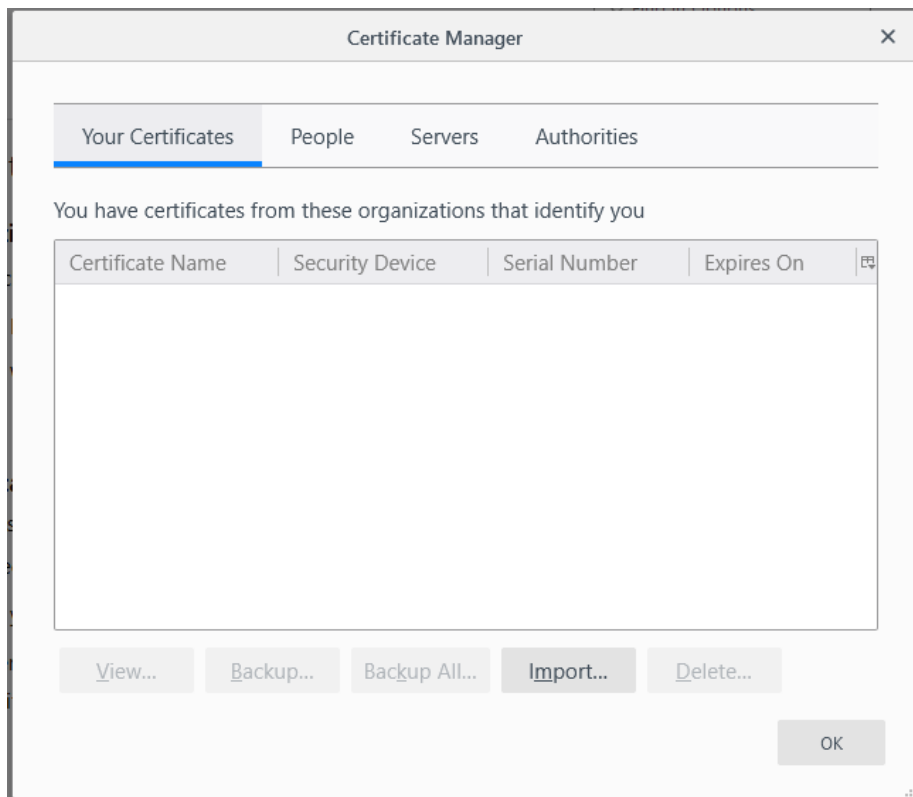 Certificate Manager
Your Certificates People Servers Authorities
You have certificates from these organizations that identify you
Certificate Name Security Device Serial Number Expires On
View... Backup... Backup All... Import... Delete...
OK